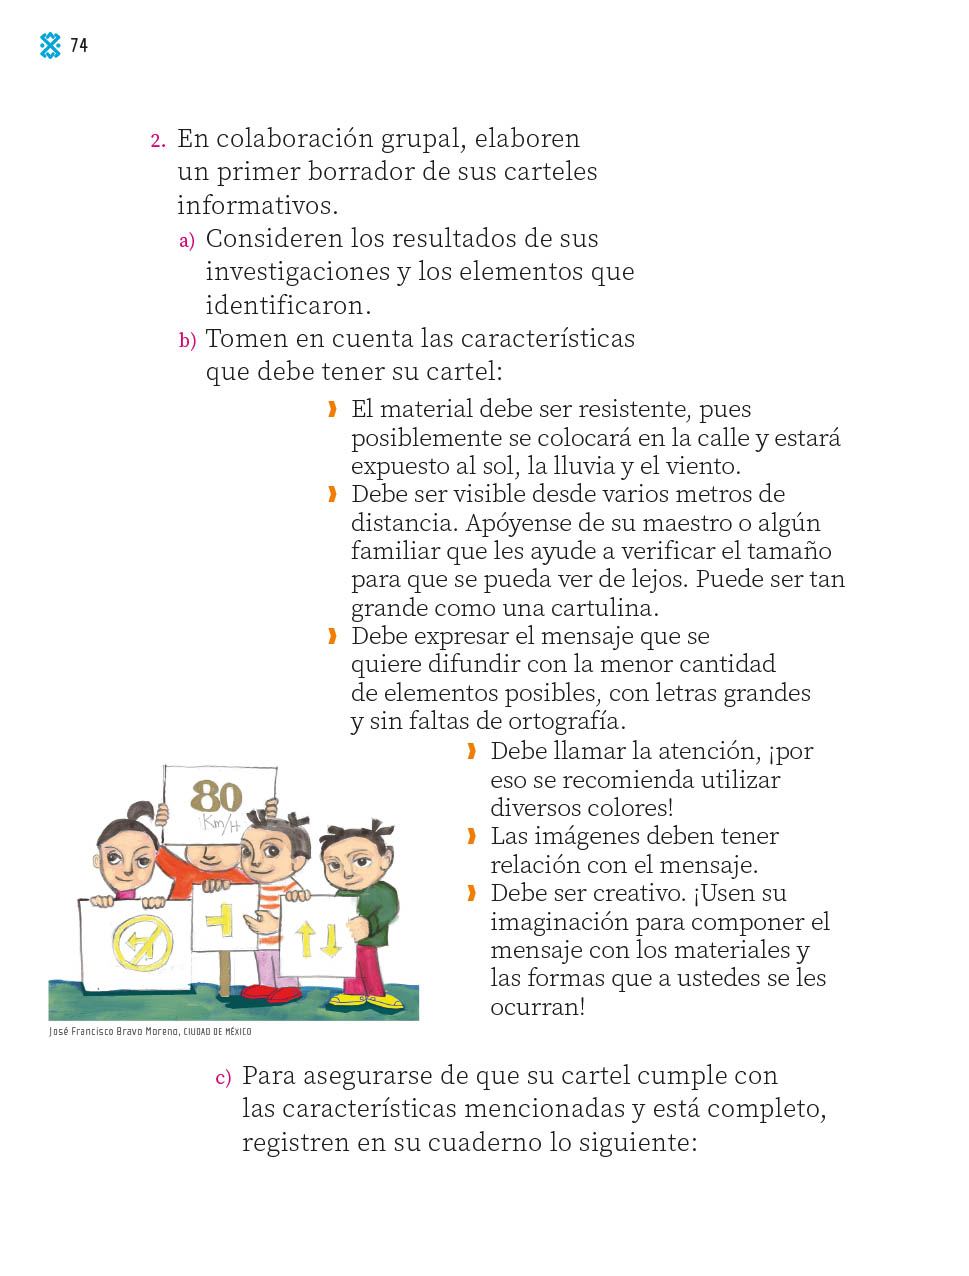 74
2. En colaboración grupal, elaboren
un primer borrador de sus carteles
informativos.
a) Consideren los resultados de sus
investigaciones y los elementos que
identificaron.
b) Tomen en cuenta las características
que debe tener su cartel:
El material debe ser resistente, pues
posiblemente se colocará en la calle y estará
expuesto al sol, la lluvia y el viento.
Debe ser visible desde varios metros de
distancia. Apóyense de su maestro o algún
familiar que les ayude a verificar el tamaño
para que se pueda ver de lejos. Puede ser tan
grande como una cartulina.
Debe expresar el mensaje que se
quiere difundir con la menor cantidad
de elementos posibles, con letras grandes
y sin faltas de ortografía.
Debe llamar la atención, ¡por
eso se recomienda utilizar
diversos colores!
Las imágenes deben tener
relación con el mensaje.
Debe ser creativo. ¡Usen su
imaginación para componer el
mensaje con los materiales y
las formas que a ustedes se les
ocurran!
80
Km/H
José Francisco Bravo Moreno, CIUDAD DE MÉXICO
c) Para asegurarse de que su cartel cumple con
las características mencionadas y está completo,
registren en su cuaderno lo siguiente: